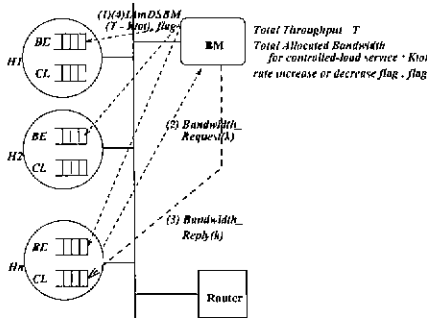 (1)(4)I_am_DSBM
(T - Ktot), flag
BE
CL
H1
BM
Total Throughput - T
Total Allocated Bandwidth
for controlled-load service - Ktot
rate increase or decrease flag - flag
BE
CL
H2
(2) Bandwidth_
Request(k)
(3) Bandwidth_
Reply(k)
BE
CL
Hn
Router